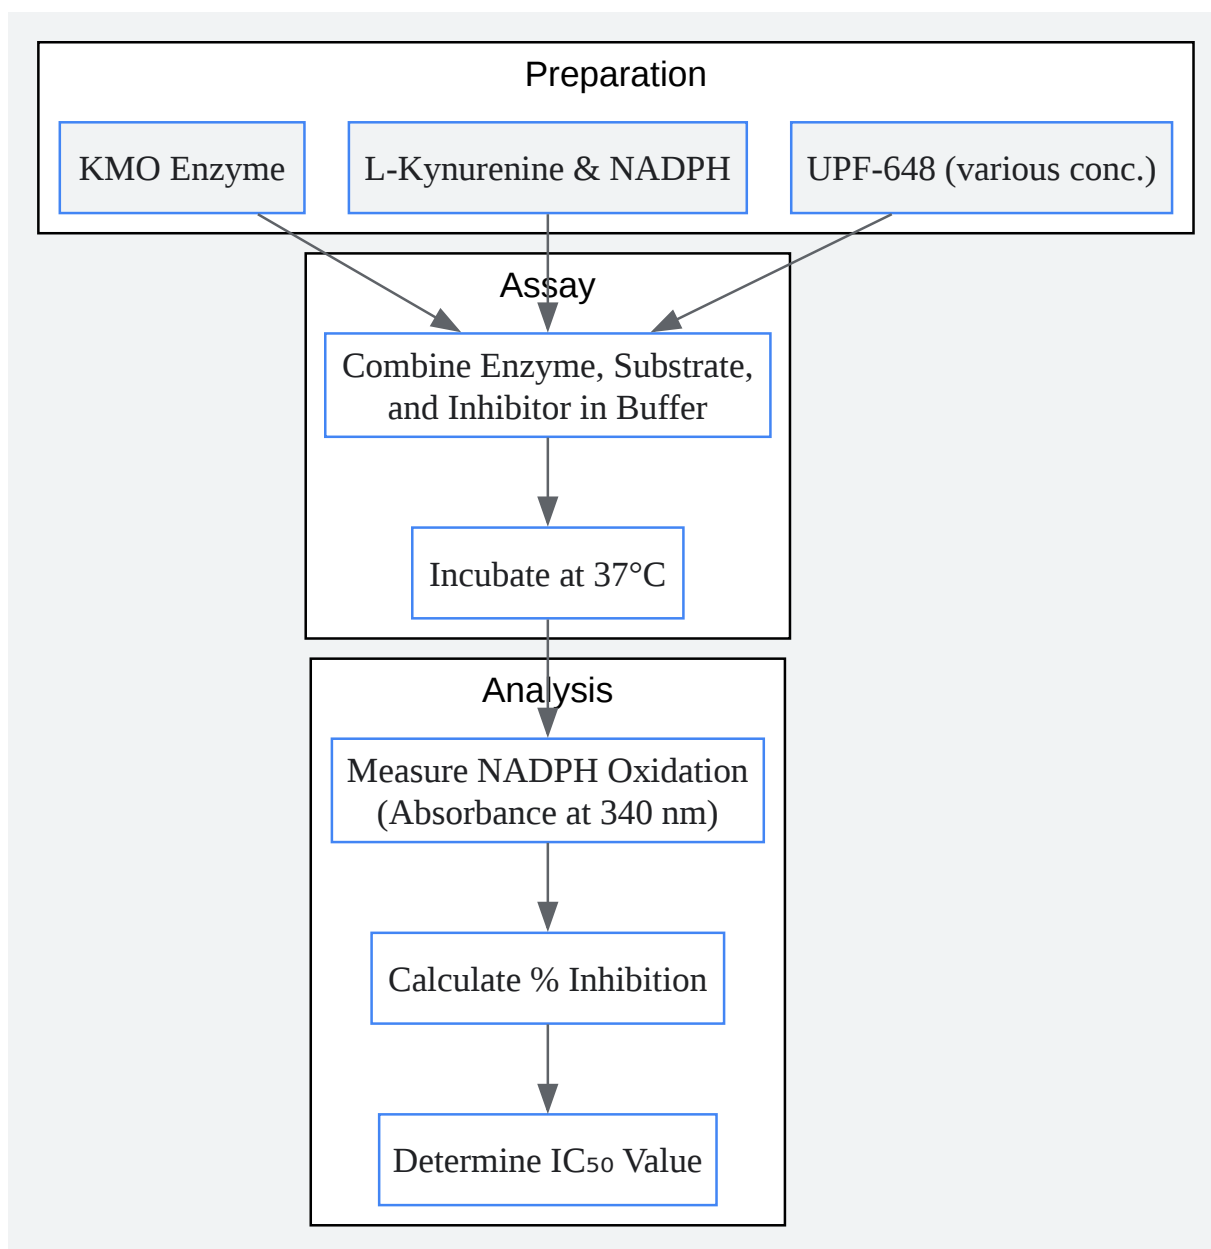 Preparation
KMO Enzyme
L-Kynurenine & NADPH
UPF-648 (various conc.)
Assay
Combine Enzyme, Substrate,
and Inhibitor in Buffer
Incubate at 37°C
Analysis
Measure NADPH Oxidation
(Absorbance at 340 nm)
Calculate % Inhibition
Determine IC₅₀ Value